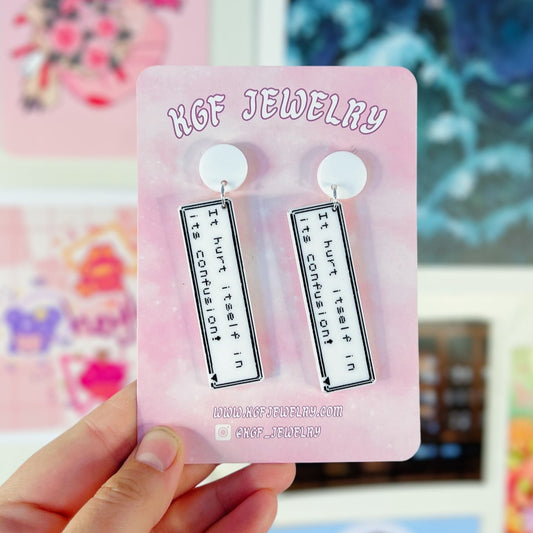 KGF JEWELRY
It hurt itself in
its confusion!
It hurt itself in
its confusion!
WWW.KGFJEWELRY.COM
@KGF_JEWELRY